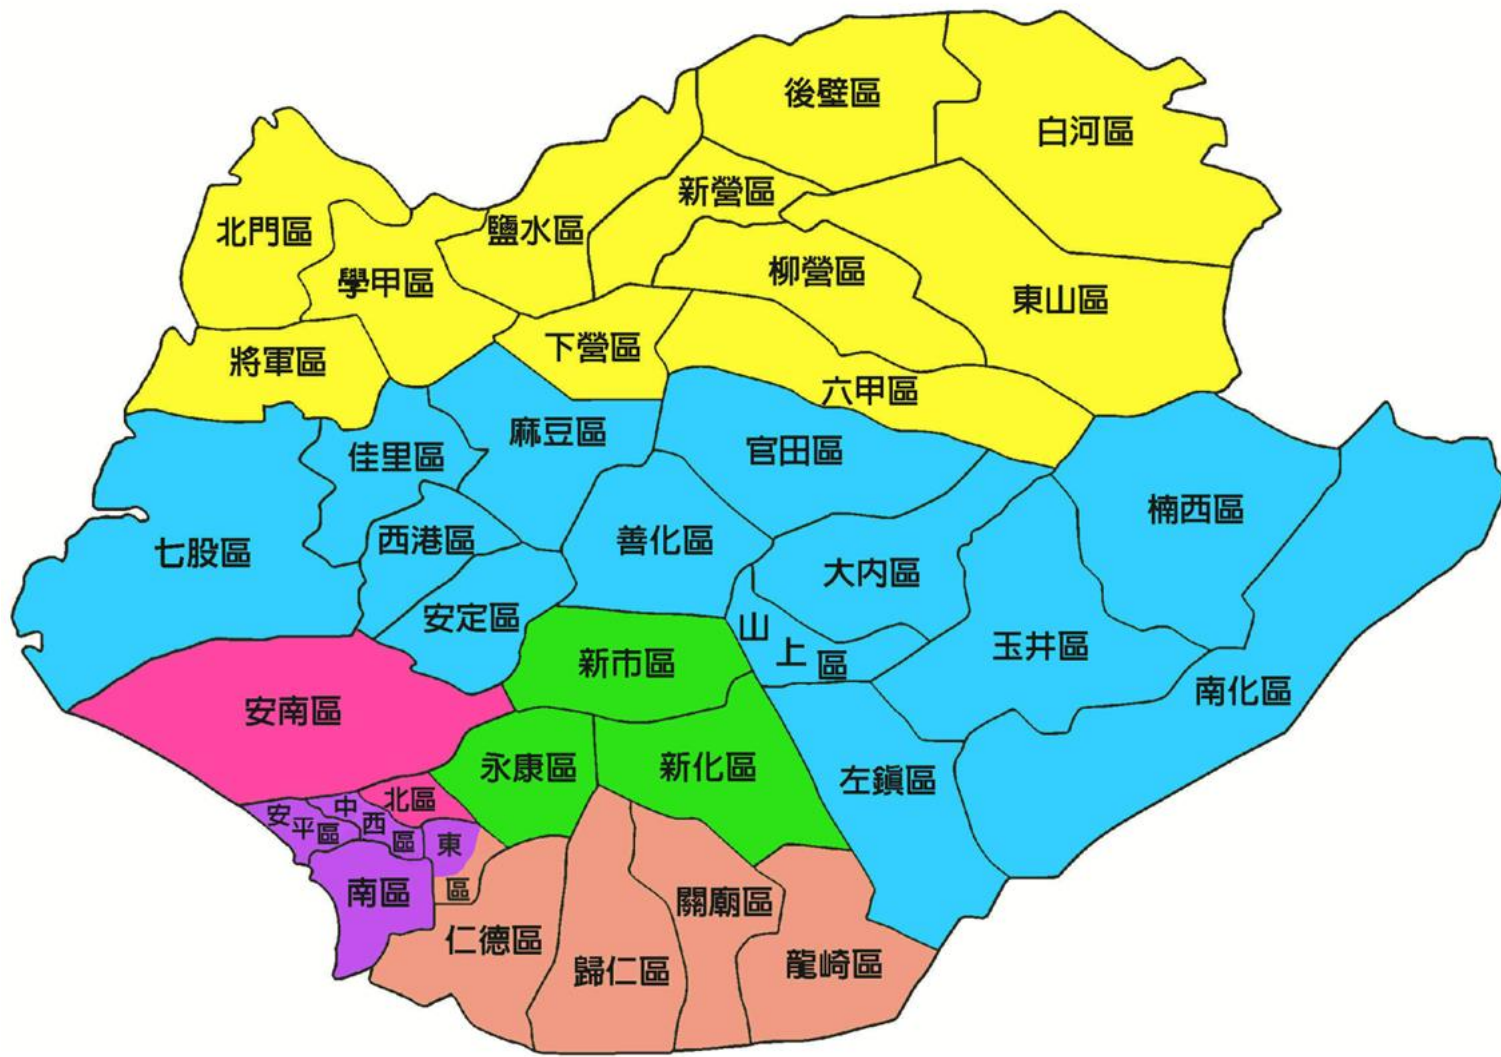 後壁區
白河區
新營區
北門區
鹽水區
學甲區
柳營區
東山區
下營區
將軍區
六甲區
麻豆區
佳里區
官田區
楠西區
西港區
善化區
七股區
大内區
安定區
山上區
玉井區
新市區
南化區
安南區
永康區
新化區
左鎮區
北區
中西區
安平區
東區
南區
關廟區
仁德區
歸仁區
龍崎區